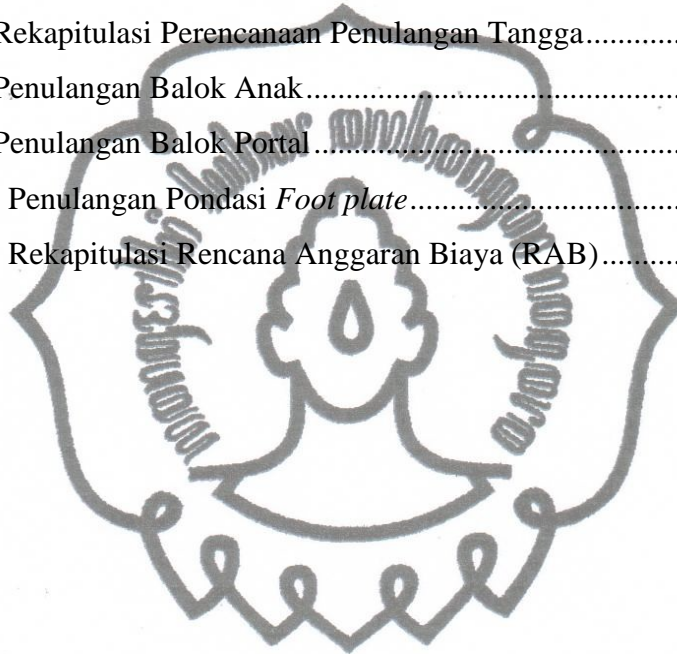 Rekapitulasi Perencanaan Penulangan Tangga............
Penulangan Balok Anak................................................
Penulangan Balok Portal...............................................
Penulangan Pondasi Foot plate..................................
Rekapitulasi Rencana Anggaran Biaya (RAB)..........